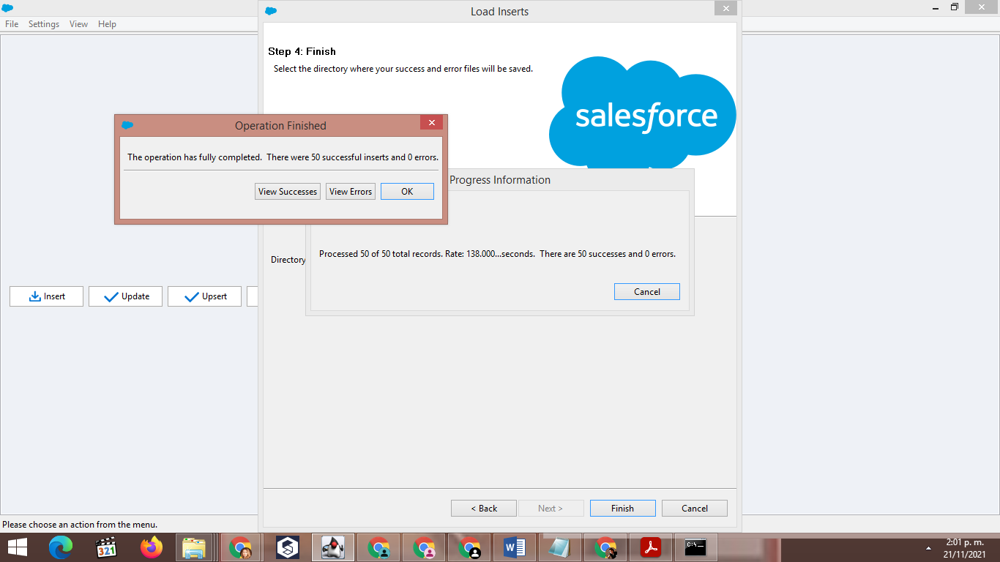 Load Inserts
File Settings View Help
Step 4: Finish
Select the directory where your success and error files will be saved.
salesforce
Operation Finished
The operation has fully completed.  There were 50 successful inserts and 0 errors.
View Successes View Errors OK
Progress Information
Processed 50 of 50 total records. Rate: 138.000...seconds.  There are 50 successes and 0 errors.
Directory
Cancel
Insert Update Upsert
< Back Next > Finish Cancel
Please choose an action from the menu.
321
2:01 p. m.
21/11/2021